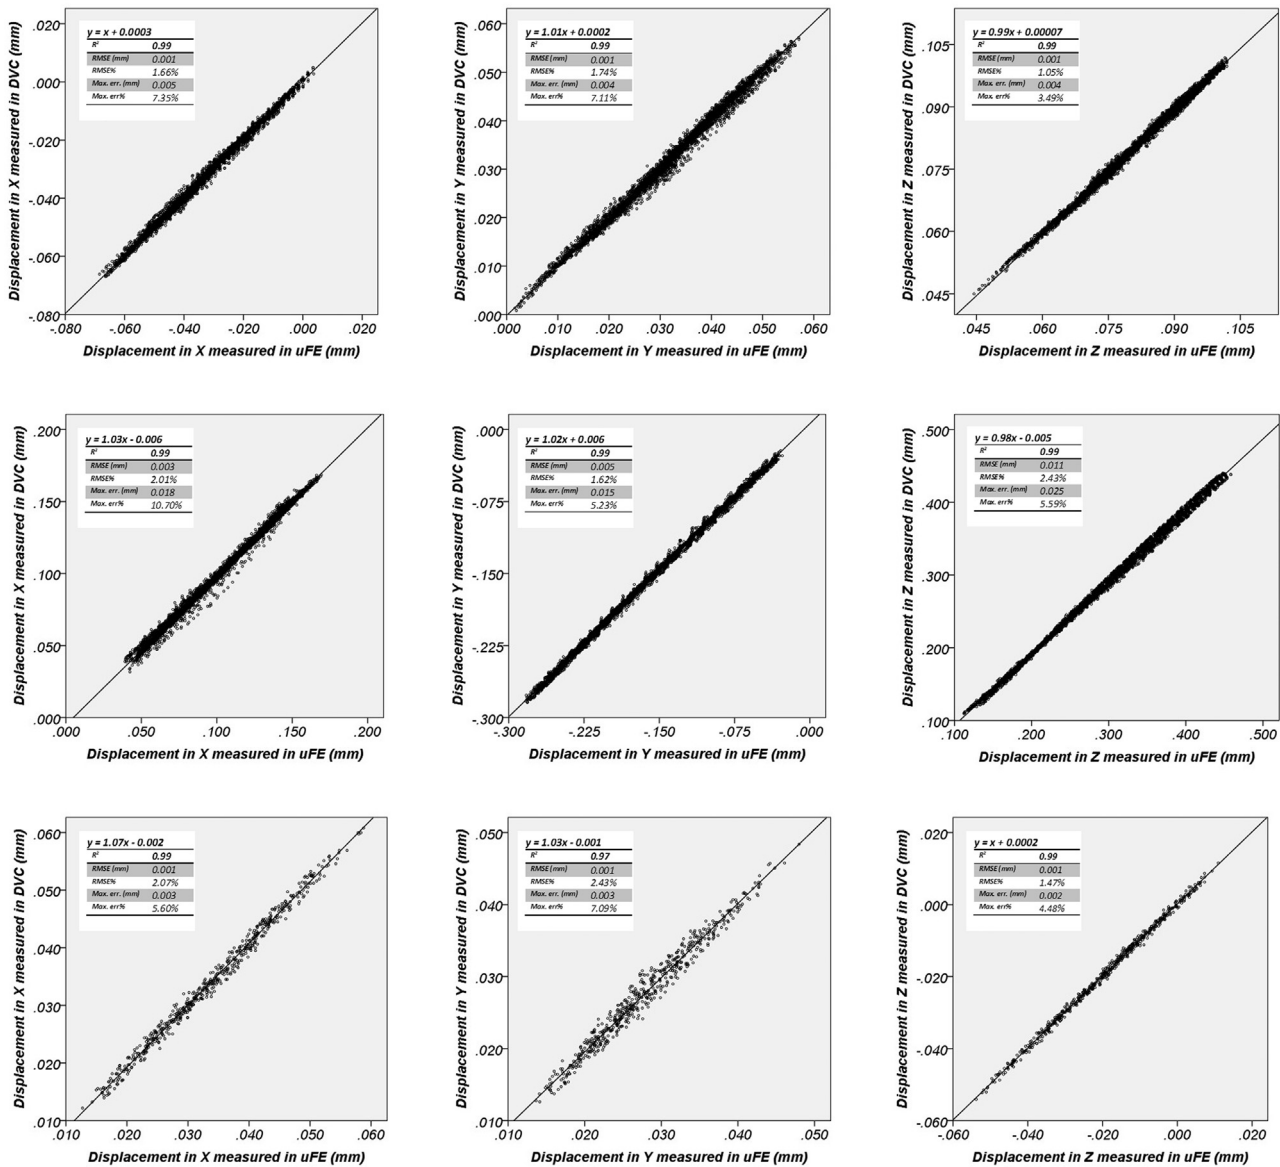 y = x + 0.0003
R² 0.99
RMSE (mm) 0.001
RMSE% 1.66%
Max. err. (mm) 0.005
Max. err% 7.35%
.020
.000
-.020
-.040
-.060
-.080
-.080 -.060 -.040 -.020 .000 .020
Displacement in X measured in DVC (mm)
Displacement in X measured in uFE (mm)
y = 1.01x + 0.0002
R² 0.99
RMSE (mm) 0.001
RMSE% 1.74%
Max. err. (mm) 0.004
Max. err% 7.11%
.060
.050
.040
.030
.020
.010
.000
.000 .010 .020 .030 .040 .050 .060
Displacement in Y measured in DVC (mm)
Displacement in Y measured in uFE (mm)
y = 0.99x + 0.00007
R² 0.99
RMSE (mm) 0.001
RMSE% 1.05%
Max. err. (mm) 0.004
Max. err% 3.49%
.105
.090
.075
.060
.045
.045 .060 .075 .090 .105
Displacement in Z measured in DVC (mm)
Displacement in Z measured in uFE (mm)
y = 1.03x - 0.006
R² 0.99
RMSE (mm) 0.003
RMSE% 2.01%
Max. err. (mm) 0.018
Max. err% 10.70%
.200
.150
.100
.050
.000
.000 .050 .100 .150 .200
Displacement in X measured in DVC (mm)
Displacement in X measured in uFE (mm)
y = 1.02x + 0.006
R² 0.99
RMSE (mm) 0.005
RMSE% 1.62%
Max. err. (mm) 0.015
Max. err% 5.23%
.000
-.075
-.150
-.225
-.300
-.300 -.225 -.150 -.075 .000
Displacement in Y measured in DVC (mm)
Displacement in Y measured in uFE (mm)
y = 0.98x - 0.005
R² 0.99
RMSE (mm) 0.011
RMSE% 2.43%
Max. err. (mm) 0.025
Max. err% 5.59%
.500
.400
.300
.200
.100
.100 .200 .300 .400 .500
Displacement in Z measured in DVC (mm)
Displacement in Z measured in uFE (mm)
y = 1.07x - 0.002
R² 0.99
RMSE (mm) 0.001
RMSE% 2.07%
Max. err. (mm) 0.003
Max. err% 5.60%
.060
.050
.040
.030
.020
.010
.010 .020 .030 .040 .050 .060
Displacement in X measured in DVC (mm)
Displacement in X measured in uFE (mm)
y = 1.03x - 0.001
R² 0.97
RMSE (mm) 0.001
RMSE% 2.43%
Max. err. (mm) 0.003
Max. err% 7.09%
.050
.040
.030
.020
.010
.010 .020 .030 .040 .050
Displacement in Y measured in DVC (mm)
Displacement in Y measured in uFE (mm)
y = x + 0.0002
R² 0.99
RMSE (mm) 0.001
RMSE% 1.47%
Max. err. (mm) 0.002
Max. err% 4.48%
.020
.000
-.020
-.040
-.060
-.060 -.040 -.020 .000 .020
Displacement in Z measured in DVC (mm)
Displacement in Z measured in uFE (mm)